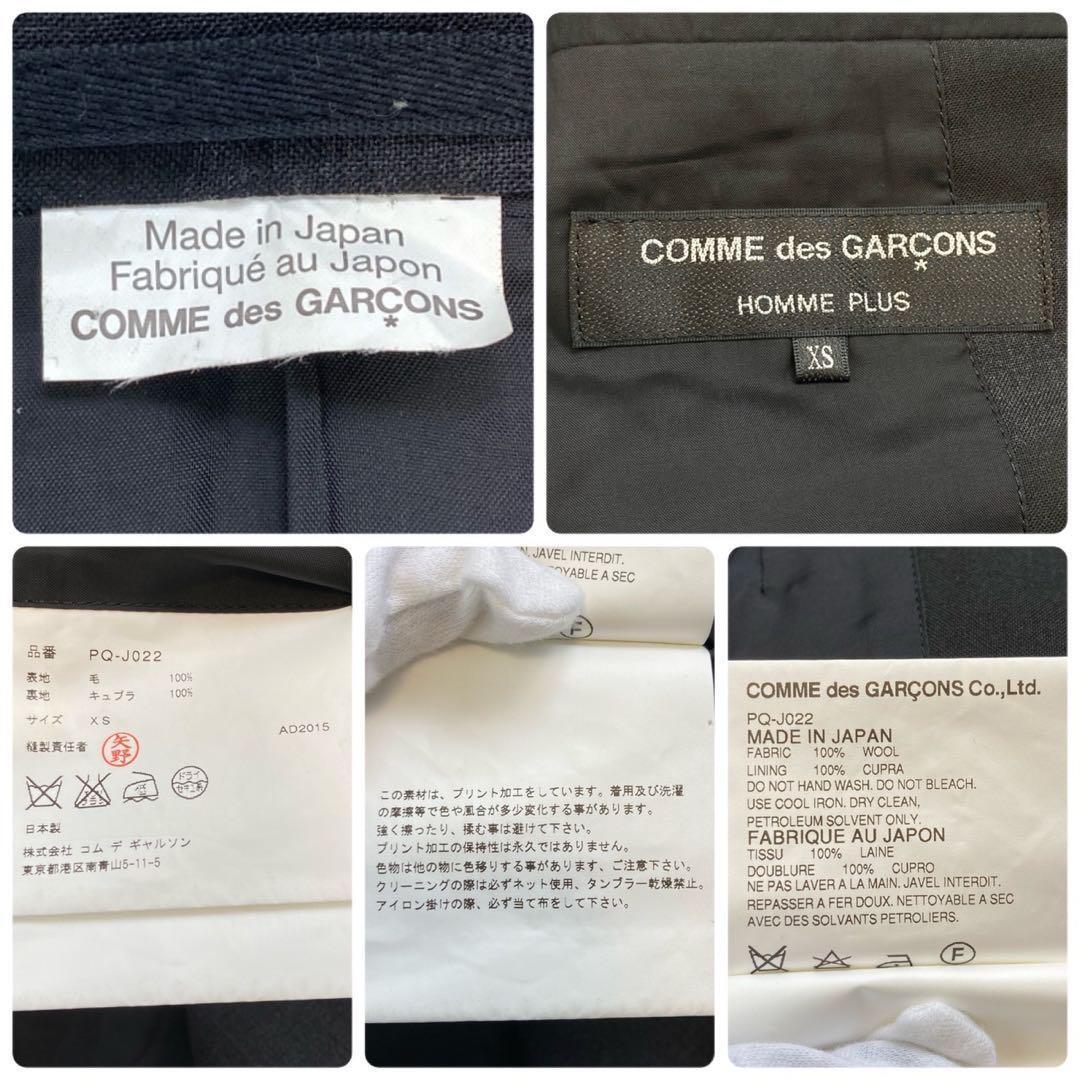 Made in Japan
Fabriqué au Japon
COMME des GARÇONS
*
COMME des GARÇONS
*
HOMME PLUS
XS
品番 PQ-J022
表地 毛 100%
裏地 キュプラ 100%
サイズ XS
AD2015
縫製責任者 矢野
ドライ
セキユ系
日本製
株式会社 コム デ ギャルソン
東京都港区南青山5-11-5
N. JAVEL INTERDIT.
OYABLE A SEC
F
この素材は、プリント加工をしています。着用及び洗濯
の摩擦等で色や風合が多少変化する事があります。
強く擦ったり、揉む事は避けて下さい。
プリント加工の保持性は永久ではありません。
色物は他の物に色移りする事があります、ご注意下さい。
クリーニングの際は必ずネット使用、タンブラー乾燥禁止。
アイロン掛けの際、必ず当て布をして下さい。
COMME des GARÇONS Co.,Ltd.
PQ-J022
MADE IN JAPAN
FABRIC 100% WOOL
LINING 100% CUPRA
DO NOT HAND WASH. DO NOT BLEACH.
USE COOL IRON. DRY CLEAN,
PETROLEUM SOLVENT ONLY.
FABRIQUE AU JAPON
TISSU 100% LAINE
DOUBLURE 100% CUPRO
NE PAS LAVER A LA MAIN. JAVEL INTERDIT.
REPASSER A FER DOUX. NETTOYABLE A SEC
AVEC DES SOLVANTS PETROLIERS.
F